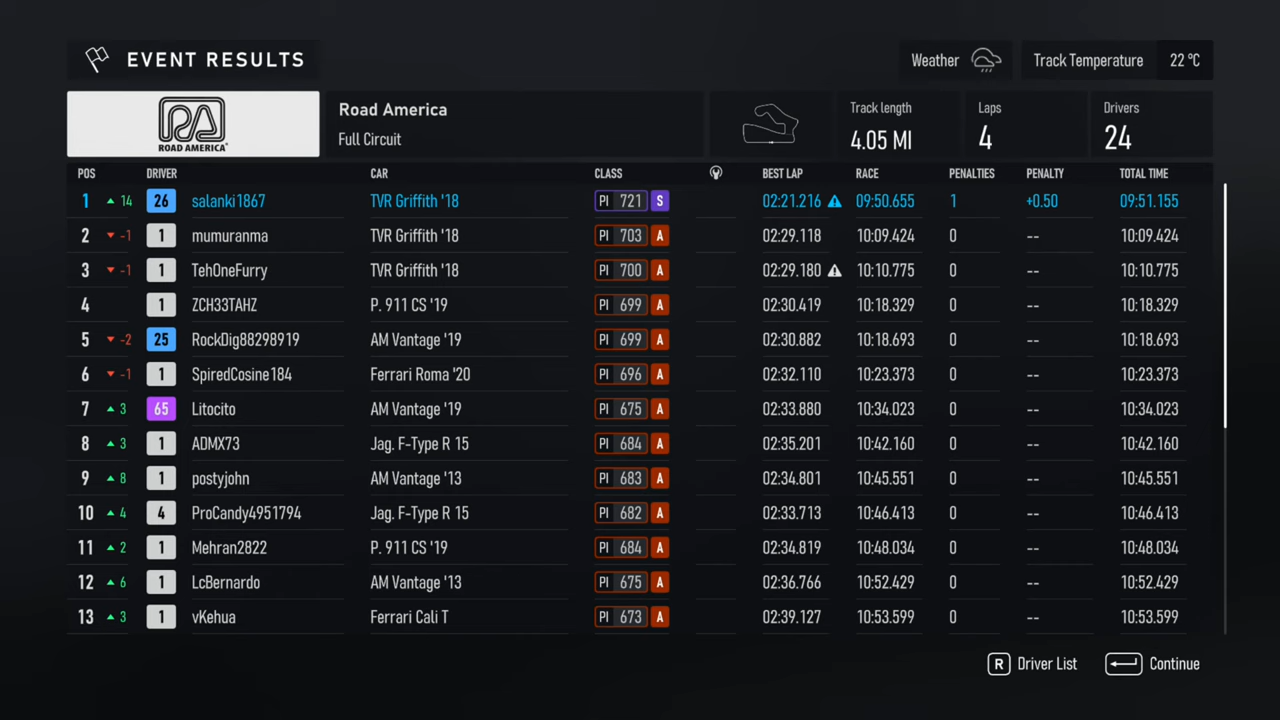 EVENT RESULTS
Weather Track Temperature 22 °C
RA ROAD AMERICA® Road America Full Circuit Track length 4.05 MI Laps 4 Drivers 24
POS DRIVER CAR CLASS BEST LAP RACE PENALTIES PENALTY TOTAL TIME
1 14 26 salanki1867 TVR Griffith '18 PI 721 S 02:21.216 09:50.655 1 +0.50 09:51.155
2 -1 1 mumuranma TVR Griffith '18 PI 703 A 02:29.118 10:09.424 0 -- 10:09.424
3 -1 1 TehOneFurry TVR Griffith '18 PI 700 A 02:29.180 10:10.775 0 -- 10:10.775
4 1 ZCH33TAHZ P. 911 CS '19 PI 699 A 02:30.419 10:18.329 0 -- 10:18.329
5 -2 25 RockDig88298919 AM Vantage '19 PI 699 A 02:30.882 10:18.693 0 -- 10:18.693
6 -1 1 SpiredCosine184 Ferrari Roma '20 PI 696 A 02:32.110 10:23.373 0 -- 10:23.373
7 3 65 Litocito AM Vantage '19 PI 675 A 02:33.880 10:34.023 0 -- 10:34.023
8 3 1 ADMX73 Jag. F-Type R 15 PI 684 A 02:35.201 10:42.160 0 -- 10:42.160
9 8 1 postyjohn AM Vantage '13 PI 683 A 02:34.801 10:45.551 0 -- 10:45.551
10 4 4 ProCandy4951794 Jag. F-Type R 15 PI 682 A 02:33.713 10:46.413 0 -- 10:46.413
11 2 1 Mehran2822 P. 911 CS '19 PI 684 A 02:34.819 10:48.034 0 -- 10:48.034
12 6 1 LcBernardo AM Vantage '13 PI 675 A 02:36.766 10:52.429 0 -- 10:52.429
13 3 1 vKehua Ferrari Cali T PI 673 A 02:39.127 10:53.599 0 -- 10:53.599
R Driver List Continue